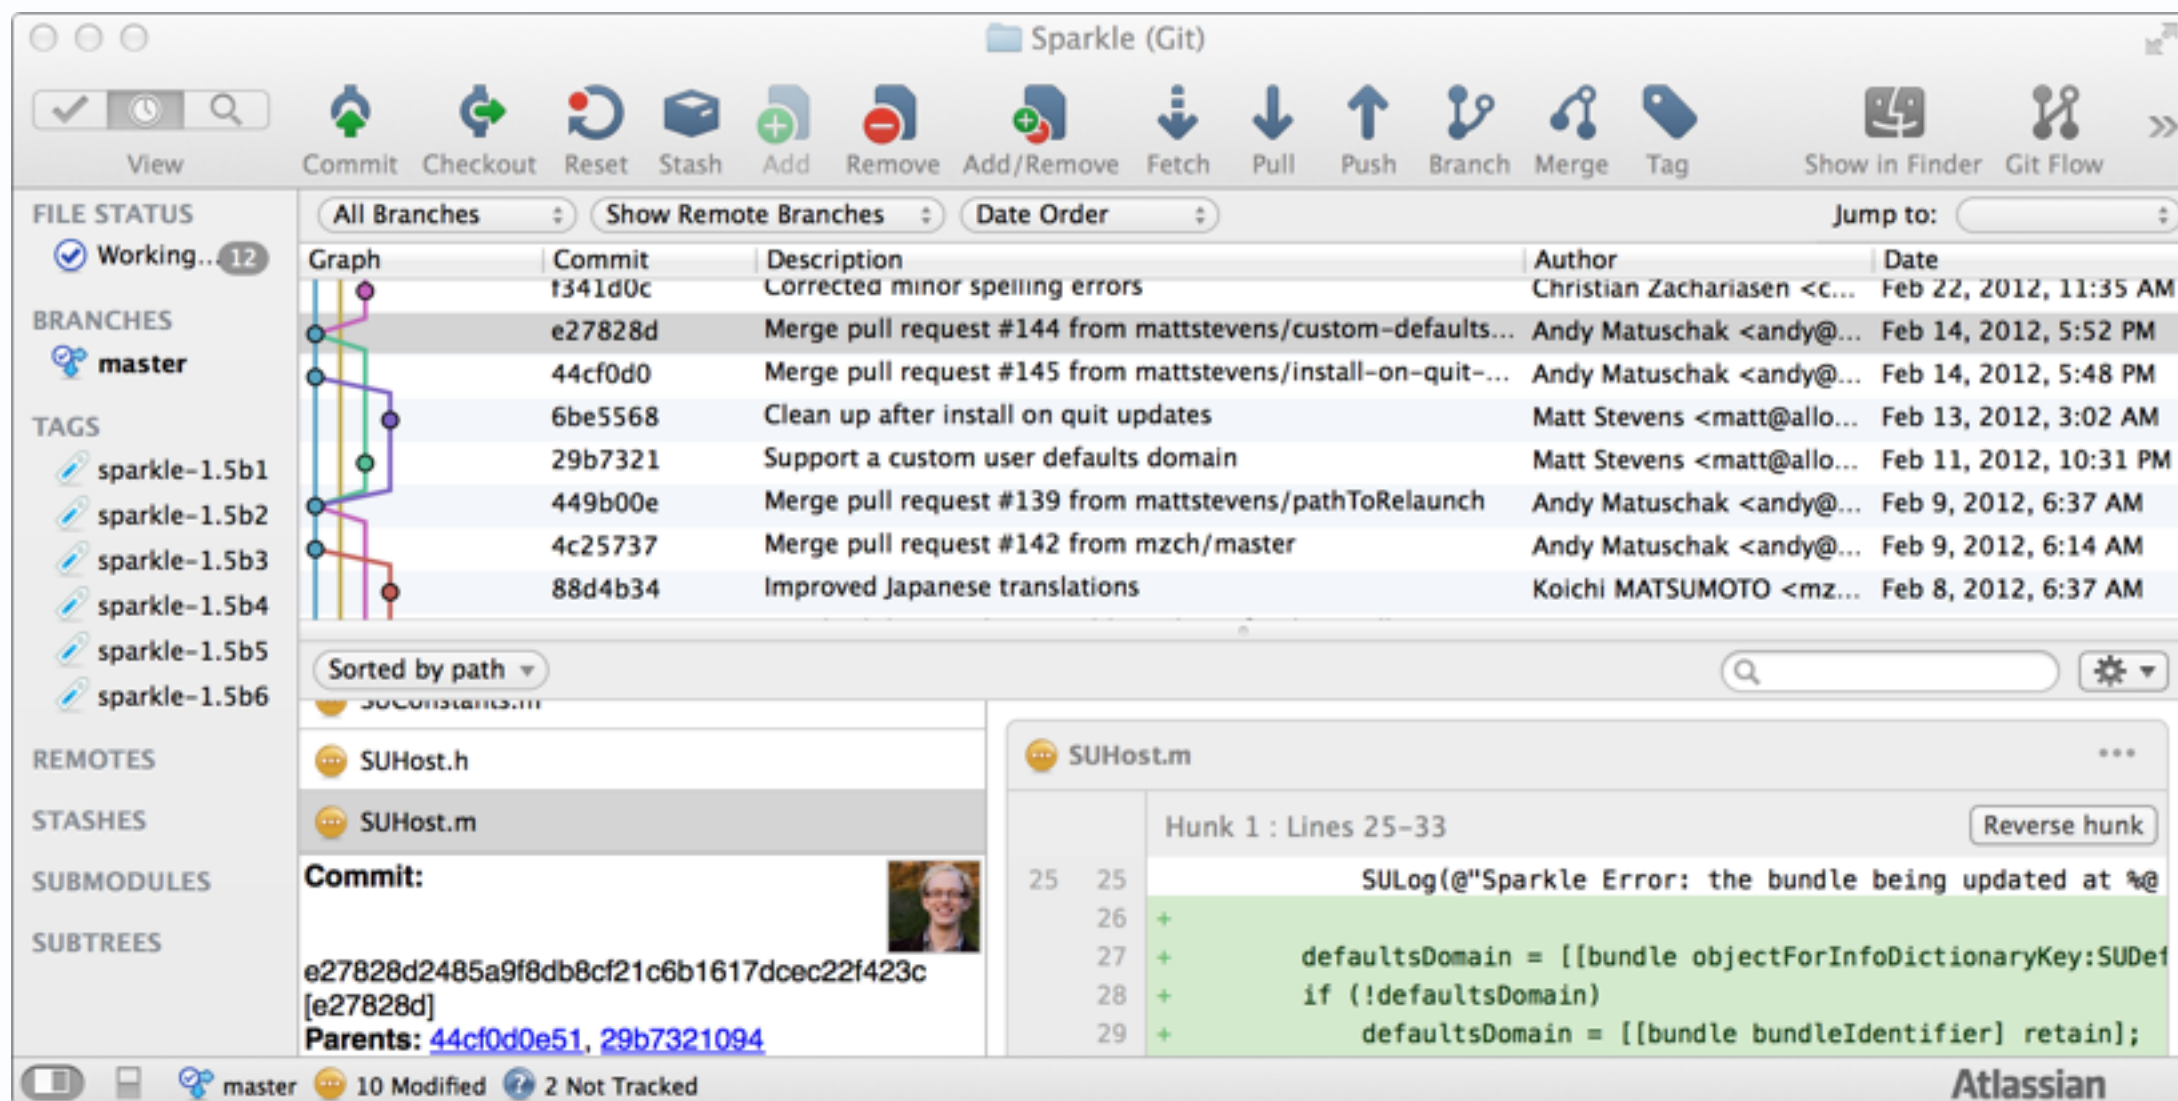 Sparkle (Git)
View
Commit
Checkout
Reset
Stash
Add
Remove
Add/Remove
Fetch
Pull
Push
Branch
Merge
Tag
Show in Finder
Git Flow
FILE STATUS
Working... 12
BRANCHES
master
TAGS
sparkle-1.5b1
sparkle-1.5b2
sparkle-1.5b3
sparkle-1.5b4
sparkle-1.5b5
sparkle-1.5b6
REMOTES
STASHES
SUBMODULES
SUBTREES
All Branches Show Remote Branches Date Order Jump to:
Graph Commit Description Author Date
f341d0c Corrected minor spelling errors Christian Zachariasen <c... Feb 22, 2012, 11:35 AM
e27828d Merge pull request #144 from mattstevens/custom-defaults... Andy Matuschak <andy@... Feb 14, 2012, 5:52 PM
44cf0d0 Merge pull request #145 from mattstevens/install-on-quit-... Andy Matuschak <andy@... Feb 14, 2012, 5:48 PM
6be5568 Clean up after install on quit updates Matt Stevens <matt@allo... Feb 13, 2012, 3:02 AM
29b7321 Support a custom user defaults domain Matt Stevens <matt@allo... Feb 11, 2012, 10:31 PM
449b00e Merge pull request #139 from mattstevens/pathToRelaunch Andy Matuschak <andy@... Feb 9, 2012, 6:37 AM
4c25737 Merge pull request #142 from mzch/master Andy Matuschak <andy@... Feb 9, 2012, 6:14 AM
88d4b34 Improved Japanese translations Koichi MATSUMOTO <mz... Feb 8, 2012, 6:37 AM
Sorted by path
SUConstants.m
SUHost.h
SUHost.m
Commit:
e27828d2485a9f8db8cf21c6b1617dcec22f423c
[e27828d]
Parents: 44cf0d0e51, 29b7321094
SUHost.m
Hunk 1 : Lines 25-33 Reverse hunk
25 25 SULog(@"Sparkle Error: the bundle being updated at %@
26 +
27 + defaultsDomain = [[bundle objectForInfoDictionaryKey:SUDef
28 + if (!defaultsDomain)
29 + defaultsDomain = [[bundle bundleIdentifier] retain];
master 10 Modified 2 Not Tracked
Atlassian